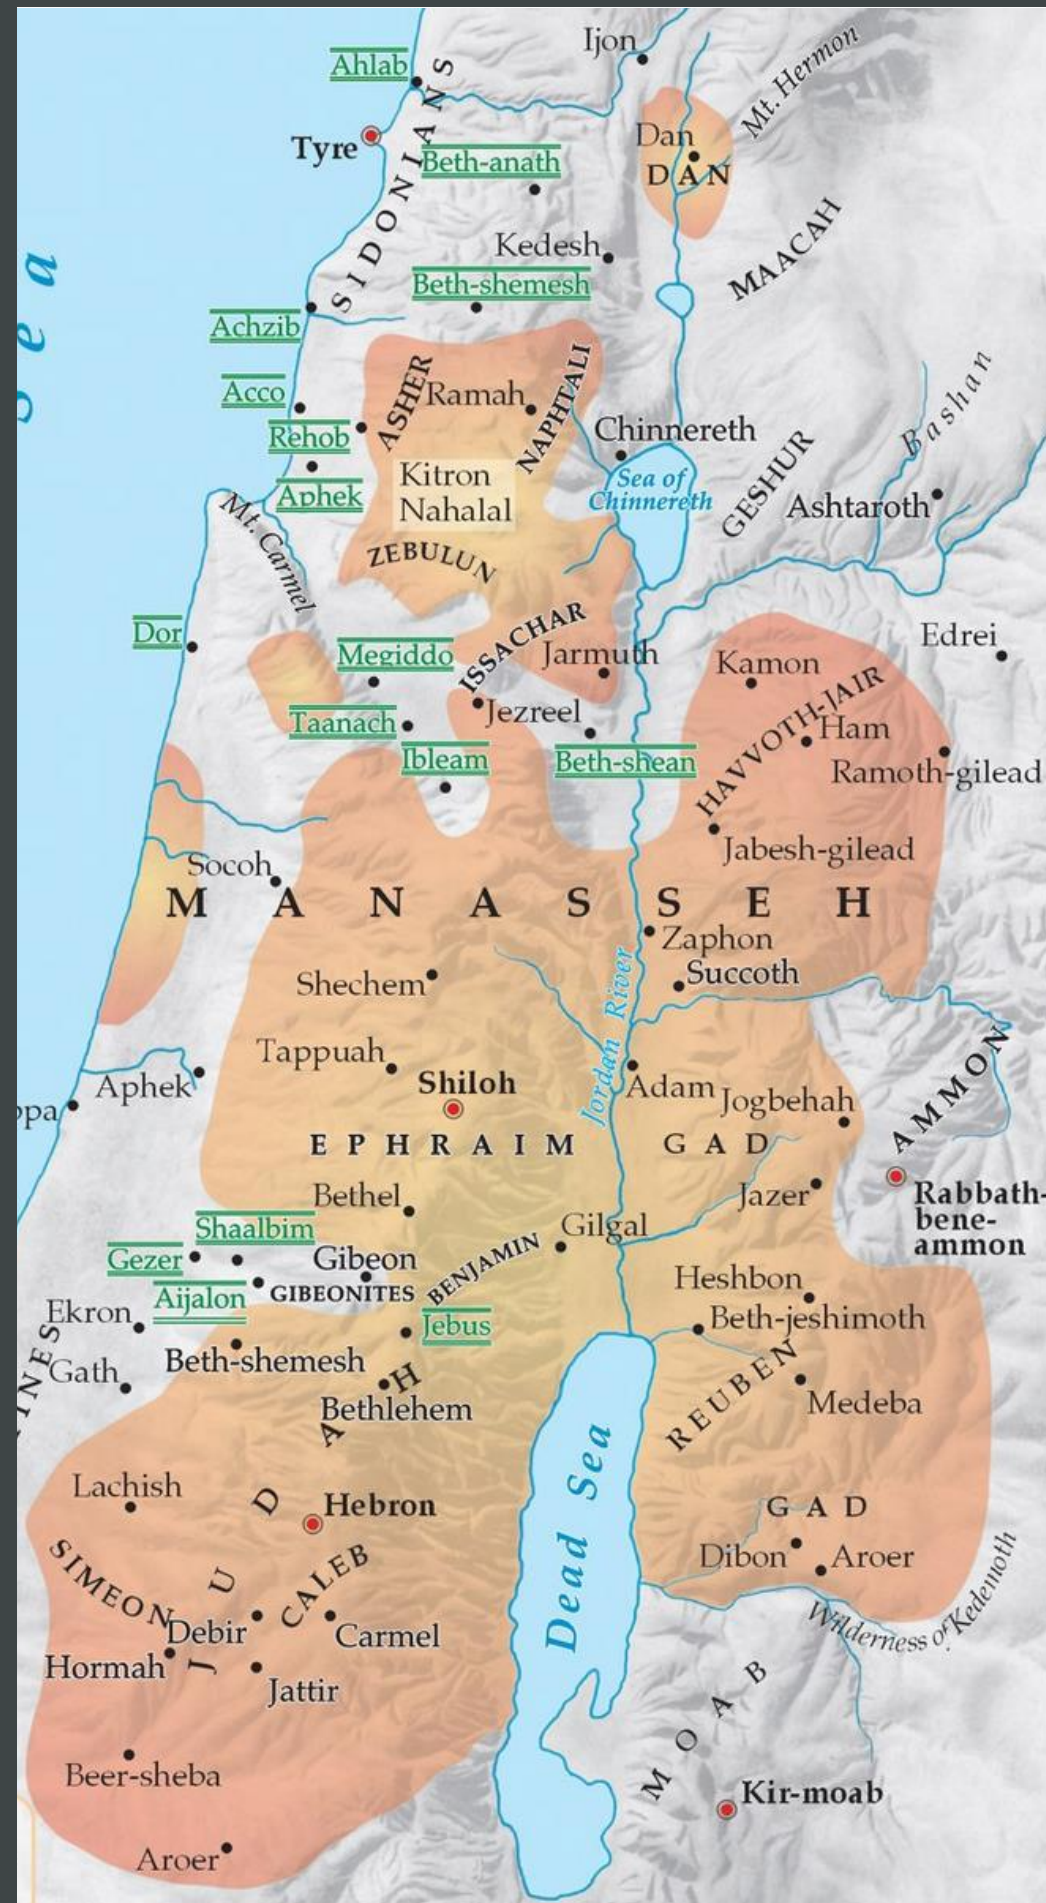 Ijon
Ahlab
Mt. Hermon
Dan
Tyre
DAN
Beth-anath
SIDONIANS
Kedesh
MAACAH
Sea
Beth-shemesh
Achzib
ASHER
Ramah
NAPHTALI
Acco
Bashan
Rehob
Chinnereth
Kitron
Nahalal
Sea of
Chinnereth
GESHUR
Aphek
Ashtaroth
Mt. Carmel
ZEBULUN
Dor
ISSACHAR
Edrei
Megiddo
Jarmuth
Kamon
Taanach
Jezreel
HAVVOTH-JAIR
Ham
Ibleam
Beth-shean
Ramoth-gilead
Jabesh-gilead
Socoh
MANASSEH
Zaphon
Succoth
Shechem
Jordan River
Tappuah
Shiloh
Aphek
Adam
Jogbehah
AMMON
ppa
EPHRAIM
GAD
Bethel
Jazer
Rabbath-
bene-
ammon
Shaalbim
Gilgal
Gezer
Gibeon
BENJAMIN
Heshbon
Aijalon
GIBEONITES
Ekron
Jebus
Beth-jeshimoth
INES
Beth-shemesh
Gath
Bethlehem
REUBEN
Medeba
JUDAH
Dead Sea
Lachish
Hebron
GAD
SIMEON
CALEB
Dibon
Aroer
Debir
Carmel
Wilderness of Kedemoth
Hormah
Jattir
MOAB
Beer-sheba
Kir-moab
Aroer